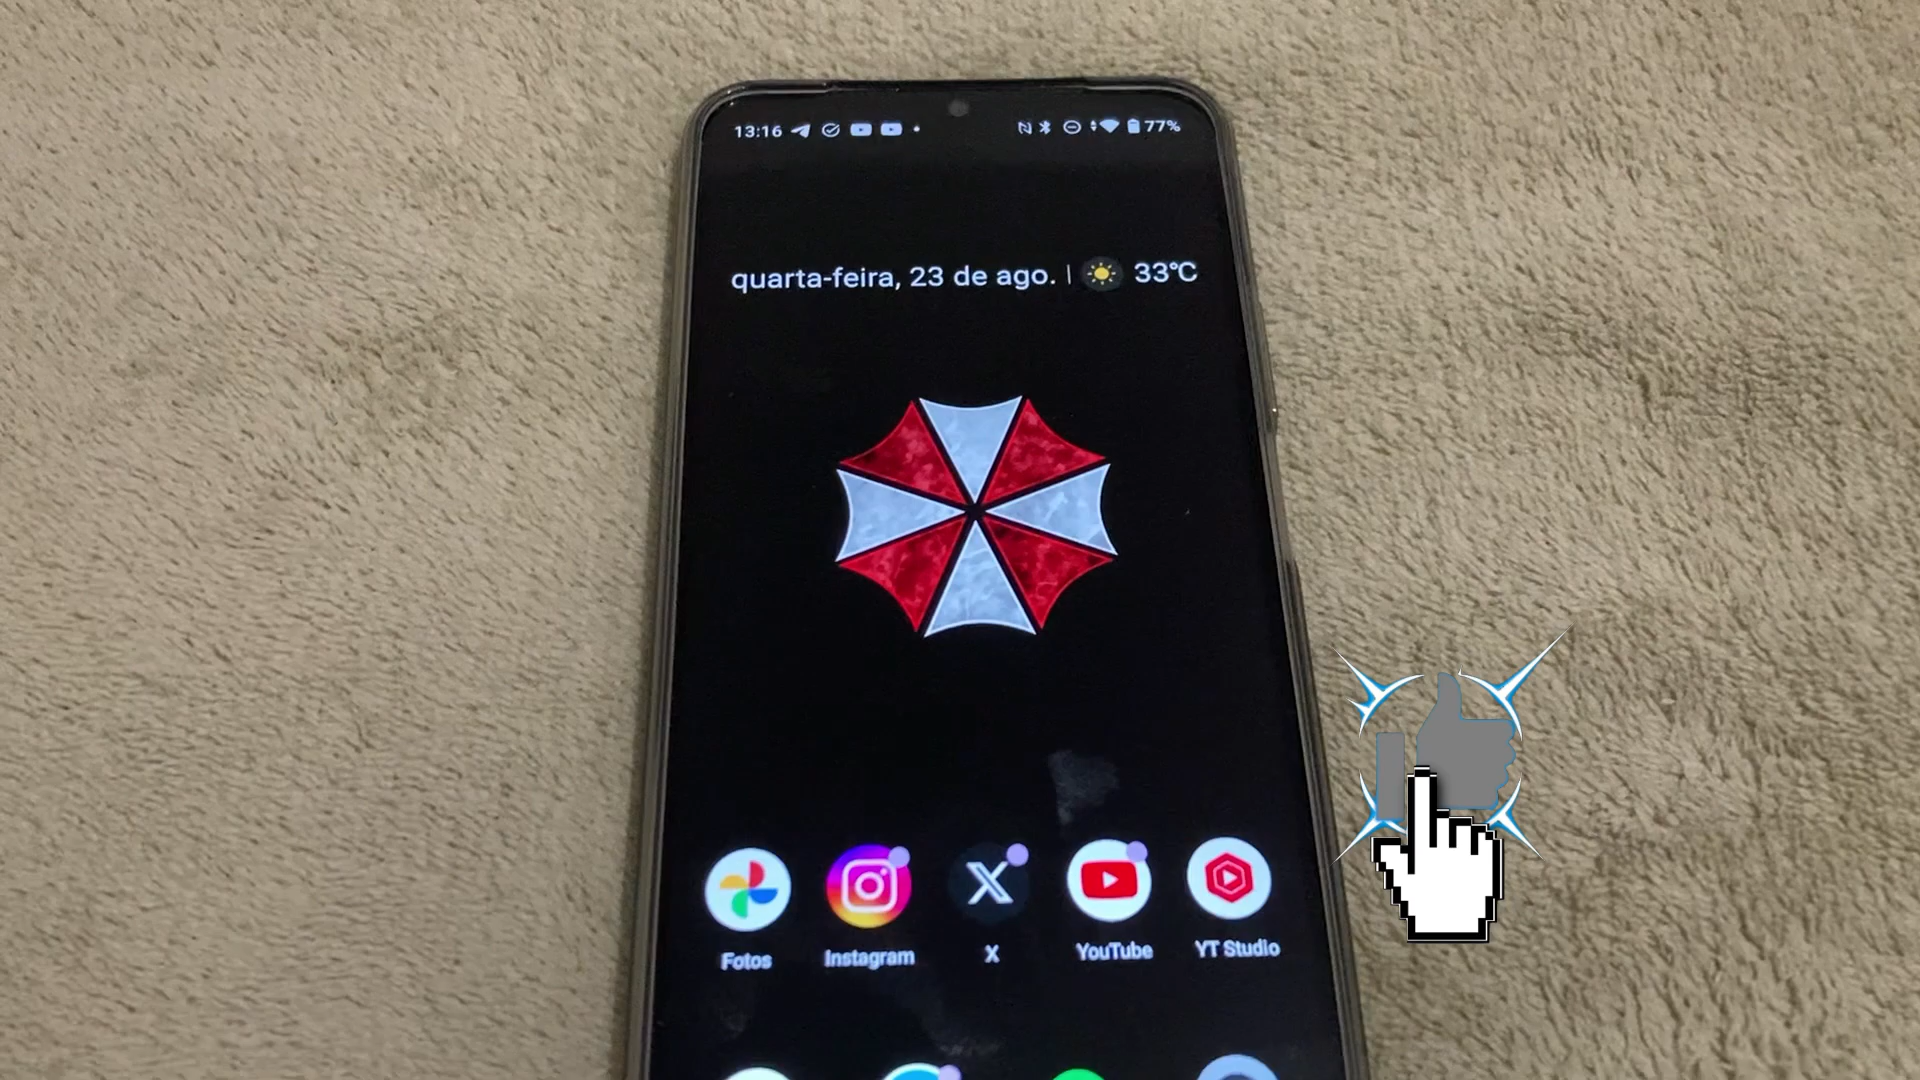 13:16
77%
quarta-feira, 23 de ago. | 33°C
Fotos
Instagram
X
YouTube
YT Studio